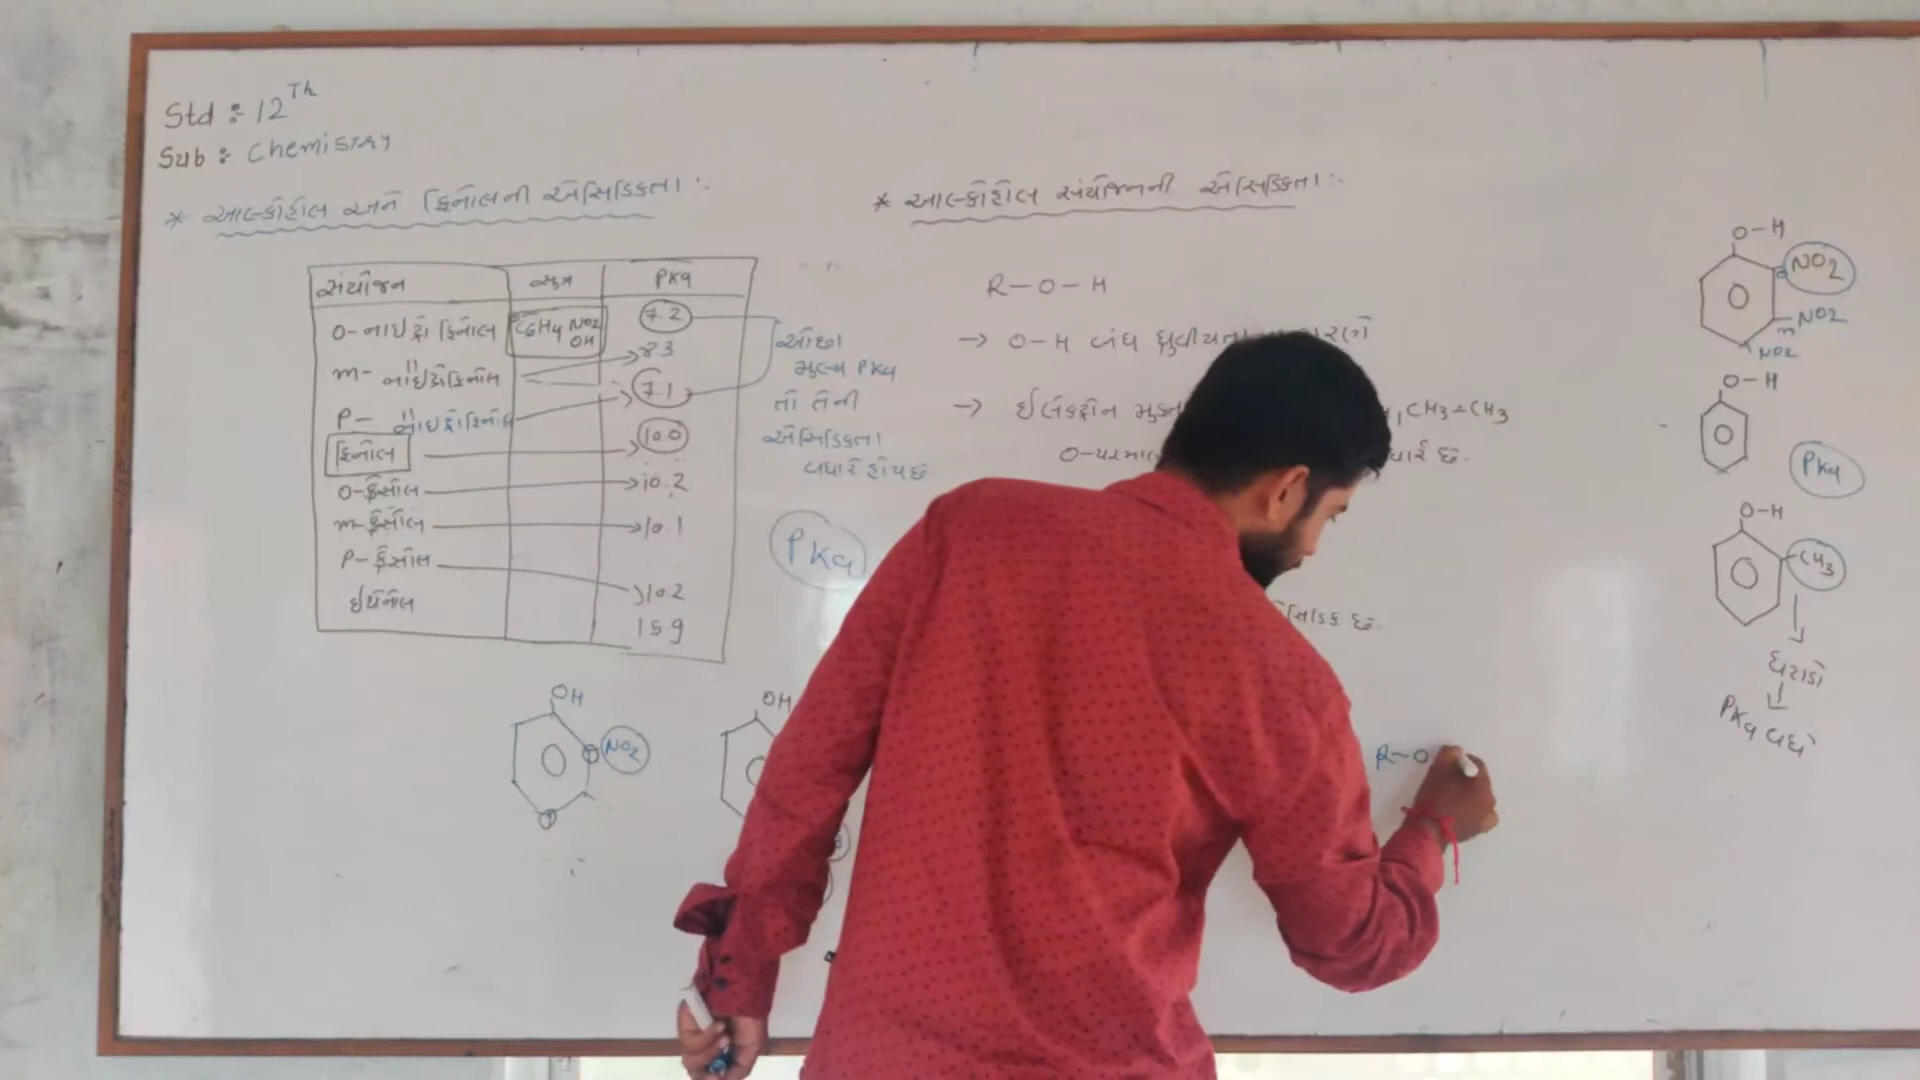 Std : 12Th
Sub : Chemistry
* આલ્કોહોલ અને ફિનોલની એસિડિકતા :.
સંયોજન સૂત્ર PKa
O- નાઇટ્રો ફિનોલ C6H4 NO2 OH 7.2
m- " નાઇટ્રોફિનોલ 8.3
P- " નાઇટ્રોફિનોલ 7.1
ફિનોલ 10.0
O-ક્રેસોલ 10.2
m-ક્રેસોલ 10.1
P-ક્રેસોલ 10.2
ઇથેનોલ 15.9
ઓછા
મુલ્ય PKa
તો તેની
એસિડિકતા
વધારે હોય છે.
PKa
OH
NO2
OH
* આલ્કોહોલ સંયોજનની એસિડિકતા :.
R-O-H
→ O-H બંધ ધ્રુવીયતા
→ ઇલેક્ટ્રોન મુક્ત CH3-CH3
O-પરમા ધારે છે.
સિડિક છે.
R-O
O-H
NO2
NO2
m
NO2
O-H
PKa
O-H
CH3
ઘટાડો
PKa વધે